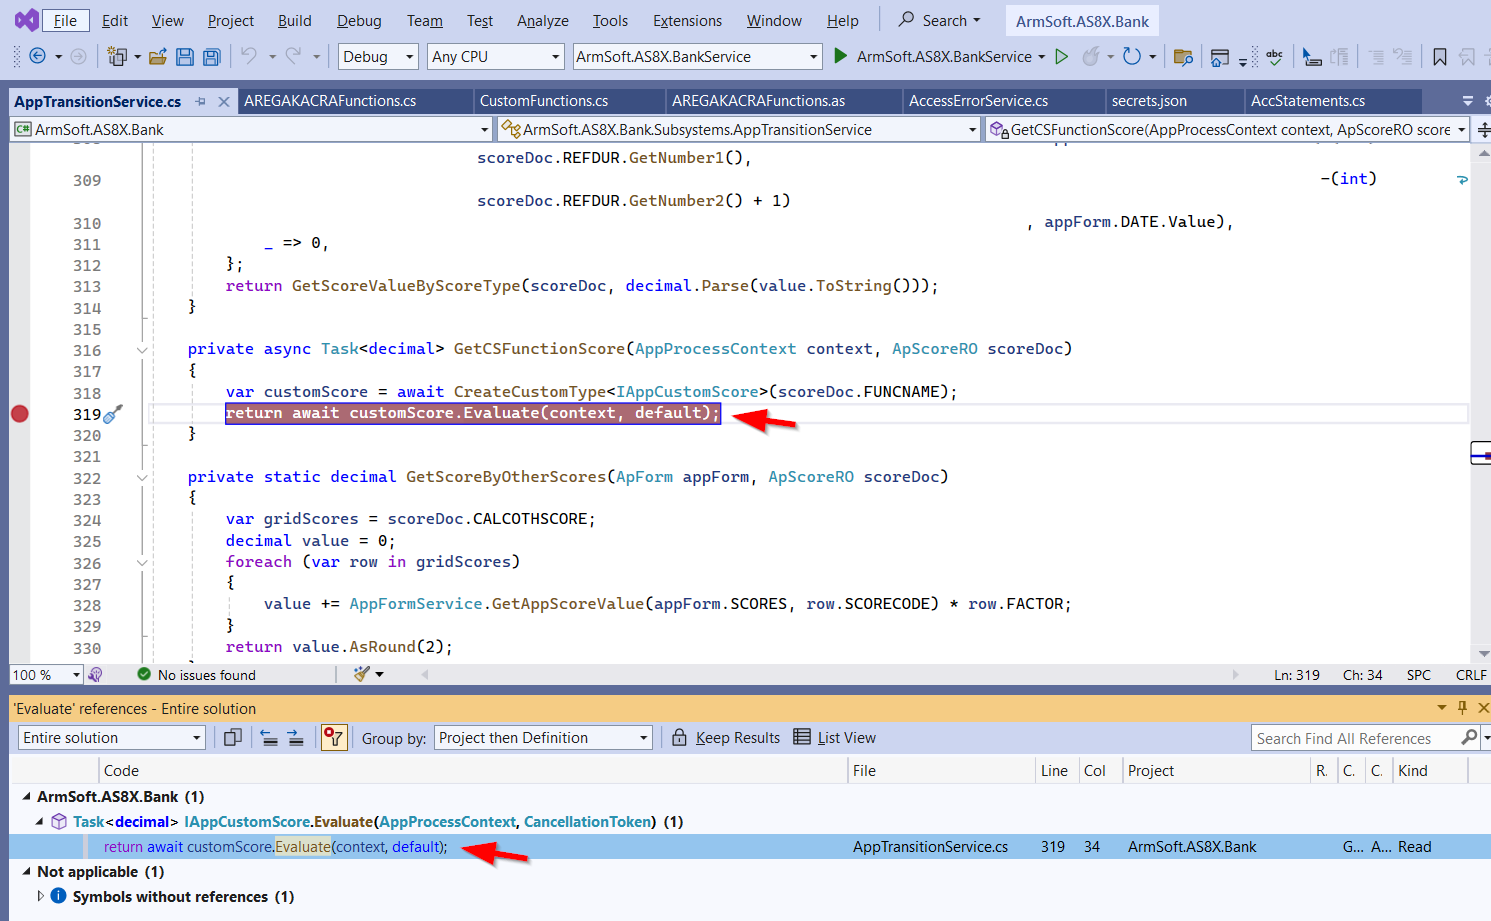 File Edit View Project Build Debug Team Test Analyze Tools Extensions Window Help Search ArmSoft.AS8X.Bank
Debug Any CPU ArmSoft.AS8X.BankService ArmSoft.AS8X.BankService abc
AppTransitionService.cs AREGAKACRAFunctions.cs CustomFunctions.cs AREGAKACRAFunctions.as AccessErrorService.cs secrets.json AccStatements.cs
C# ArmSoft.AS8X.Bank ArmSoft.AS8X.Bank.Subsystems.AppTransitionService GetCSFunctionScore(AppProcessContext context, ApScoreRO score
scoreDoc.REFDUR.GetNumber1(),
309 -(int)
scoreDoc.REFDUR.GetNumber2() + 1)
310 , appForm.DATE.Value),
311 _ => 0,
312 };
313 return GetScoreValueByScoreType(scoreDoc, decimal.Parse(value.ToString()));
314 }
315
316 private async Task<decimal> GetCSFunctionScore(AppProcessContext context, ApScoreRO scoreDoc)
317 {
318 var customScore = await CreateCustomType<IAppCustomScore>(scoreDoc.FUNCNAME);
319 return await customScore.Evaluate(context, default);
320 }
321
322 private static decimal GetScoreByOtherScores(ApForm appForm, ApScoreRO scoreDoc)
323 {
324 var gridScores = scoreDoc.CALCOTHSCORE;
325 decimal value = 0;
326 foreach (var row in gridScores)
327 {
328 value += AppFormService.GetAppScoreValue(appForm.SCORES, row.SCORECODE) * row.FACTOR;
329 }
330 return value.AsRound(2);
100 % No issues found Ln: 319 Ch: 34 SPC CRLF
'Evaluate' references - Entire solution
Entire solution Group by: Project then Definition Keep Results List View Search Find All References
Code File Line Col Project R. C. C. Kind
ArmSoft.AS8X.Bank (1)
Task<decimal> IAppCustomScore.Evaluate(AppProcessContext, CancellationToken) (1)
return await customScore.Evaluate(context, default); AppTransitionService.cs 319 34 ArmSoft.AS8X.Bank G... A... Read
Not applicable (1)
Symbols without references (1)